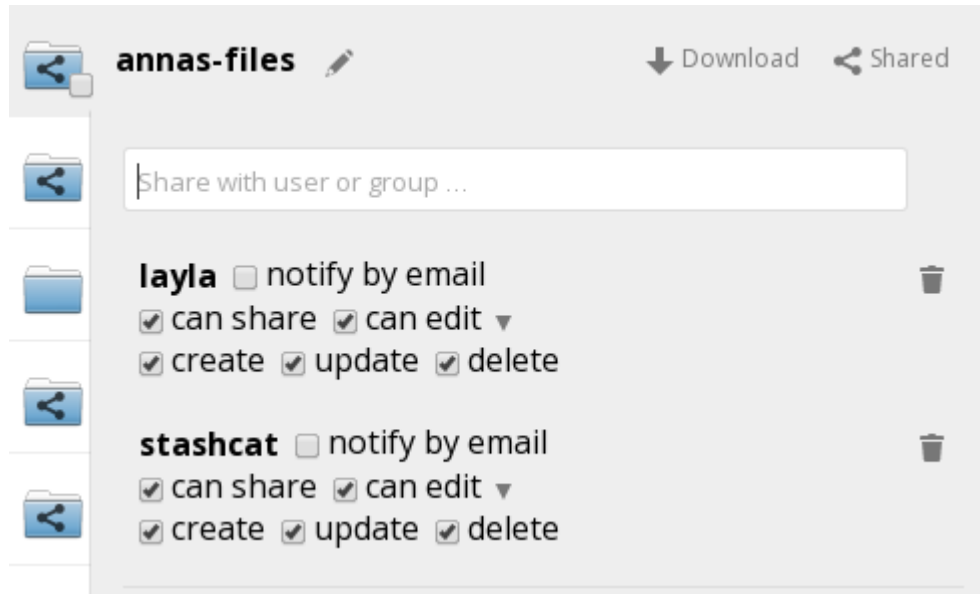 annas-files
Download
Shared
Share with user or group ...
layla notify by email
can share can edit
create update delete
stashcat notify by email
can share can edit
create update delete